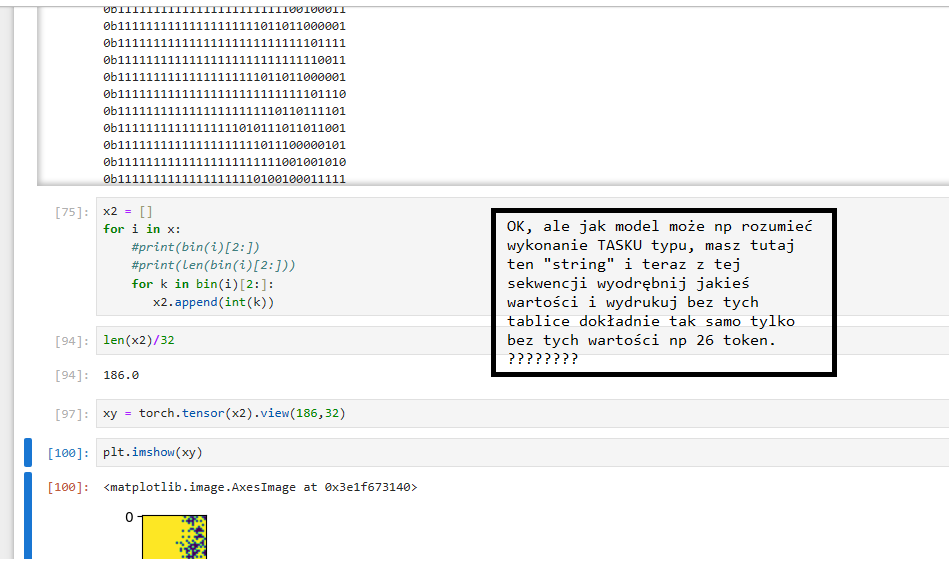 0b11111111111111111111111100100011
0b11111111111111111111011011000001
0b11111111111111111111111111101111
0b11111111111111111111111111110011
0b11111111111111111111011011000001
0b11111111111111111111111111101110
0b11111111111111111111110110111101
0b11111111111111111010111011011001
0b11111111111111111111011100000101
0b11111111111111111111111001001010
0b11111111111111111110100100011111
[75]: x2 = []
for i in x:
#print(bin(i)[2:])
#print(len(bin(i)[2:]))
for k in bin(i)[2:]:
x2.append(int(k))
OK, ale jak model może np rozumieć
wykonanie TASKU typu, masz tutaj
ten "string" i teraz z tej
sekwencji wyodrębnij jakieś
wartości i wydrukuj bez tych
tablice dokładnie tak samo tylko
bez tych wartości np 26 token.
????????
[94]: len(x2)/32
[94]: 186.0
[97]: xy = torch.tensor(x2).view(186,32)
[100]: plt.imshow(xy)
[100]: <matplotlib.image.AxesImage at 0x3e1f673140>
0